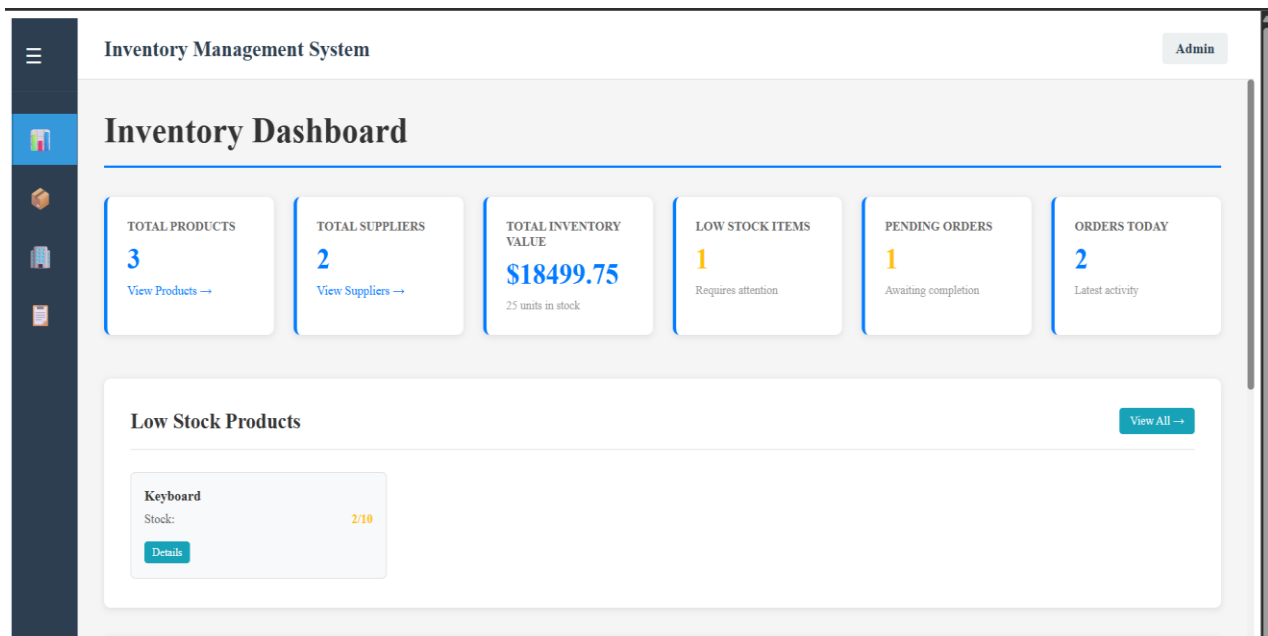 ☰
Inventory Management System
Admin
Inventory Dashboard
TOTAL PRODUCTS
3
View Products →
TOTAL SUPPLIERS
2
View Suppliers →
TOTAL INVENTORY
VALUE
$18499.75
25 units in stock
LOW STOCK ITEMS
1
Requires attention
PENDING ORDERS
1
Awaiting completion
ORDERS TODAY
2
Latest activity
Low Stock Products
View All →
Keyboard
Stock: 2/10
Details